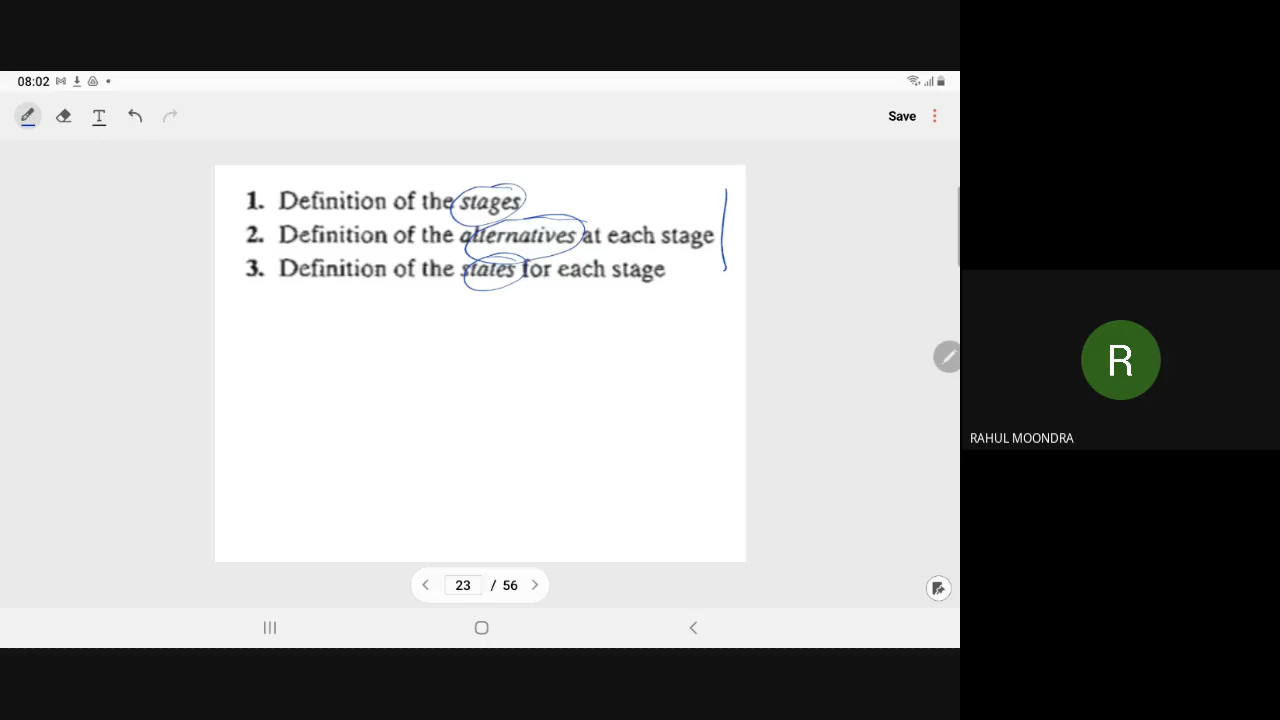 08:02
Save
1. Definition of the stages
2. Definition of the alternatives at each stage
3. Definition of the states for each stage
23 / 56
R
RAHUL MOONDRA